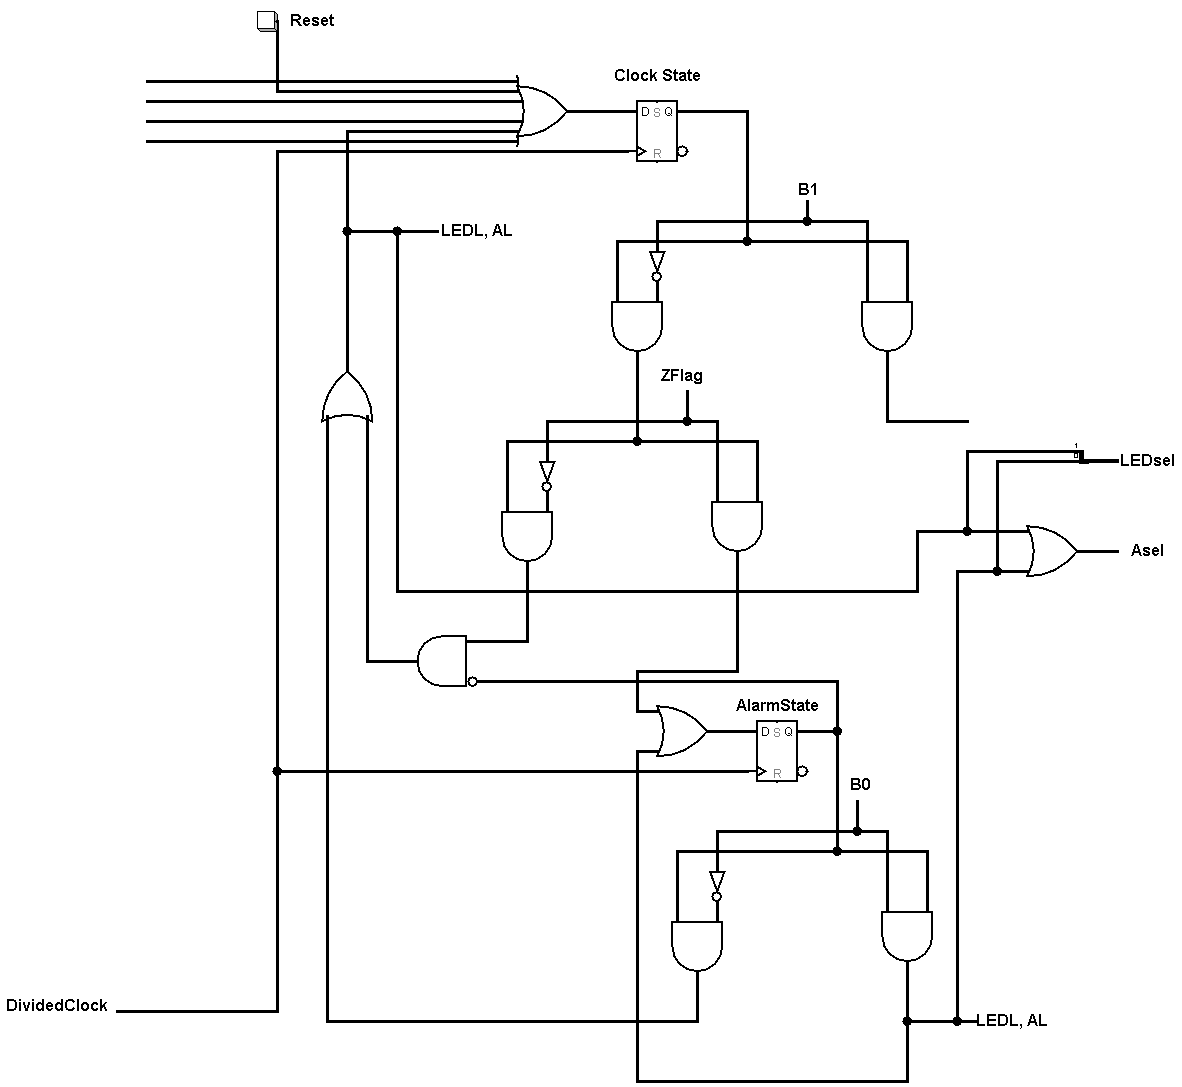 Reset
Clock State
D S Q
R
B1
LEDL, AL
ZFlag
1
0
LEDsel
Asel
AlarmState
D S Q
R
B0
DividedClock
LEDL, AL